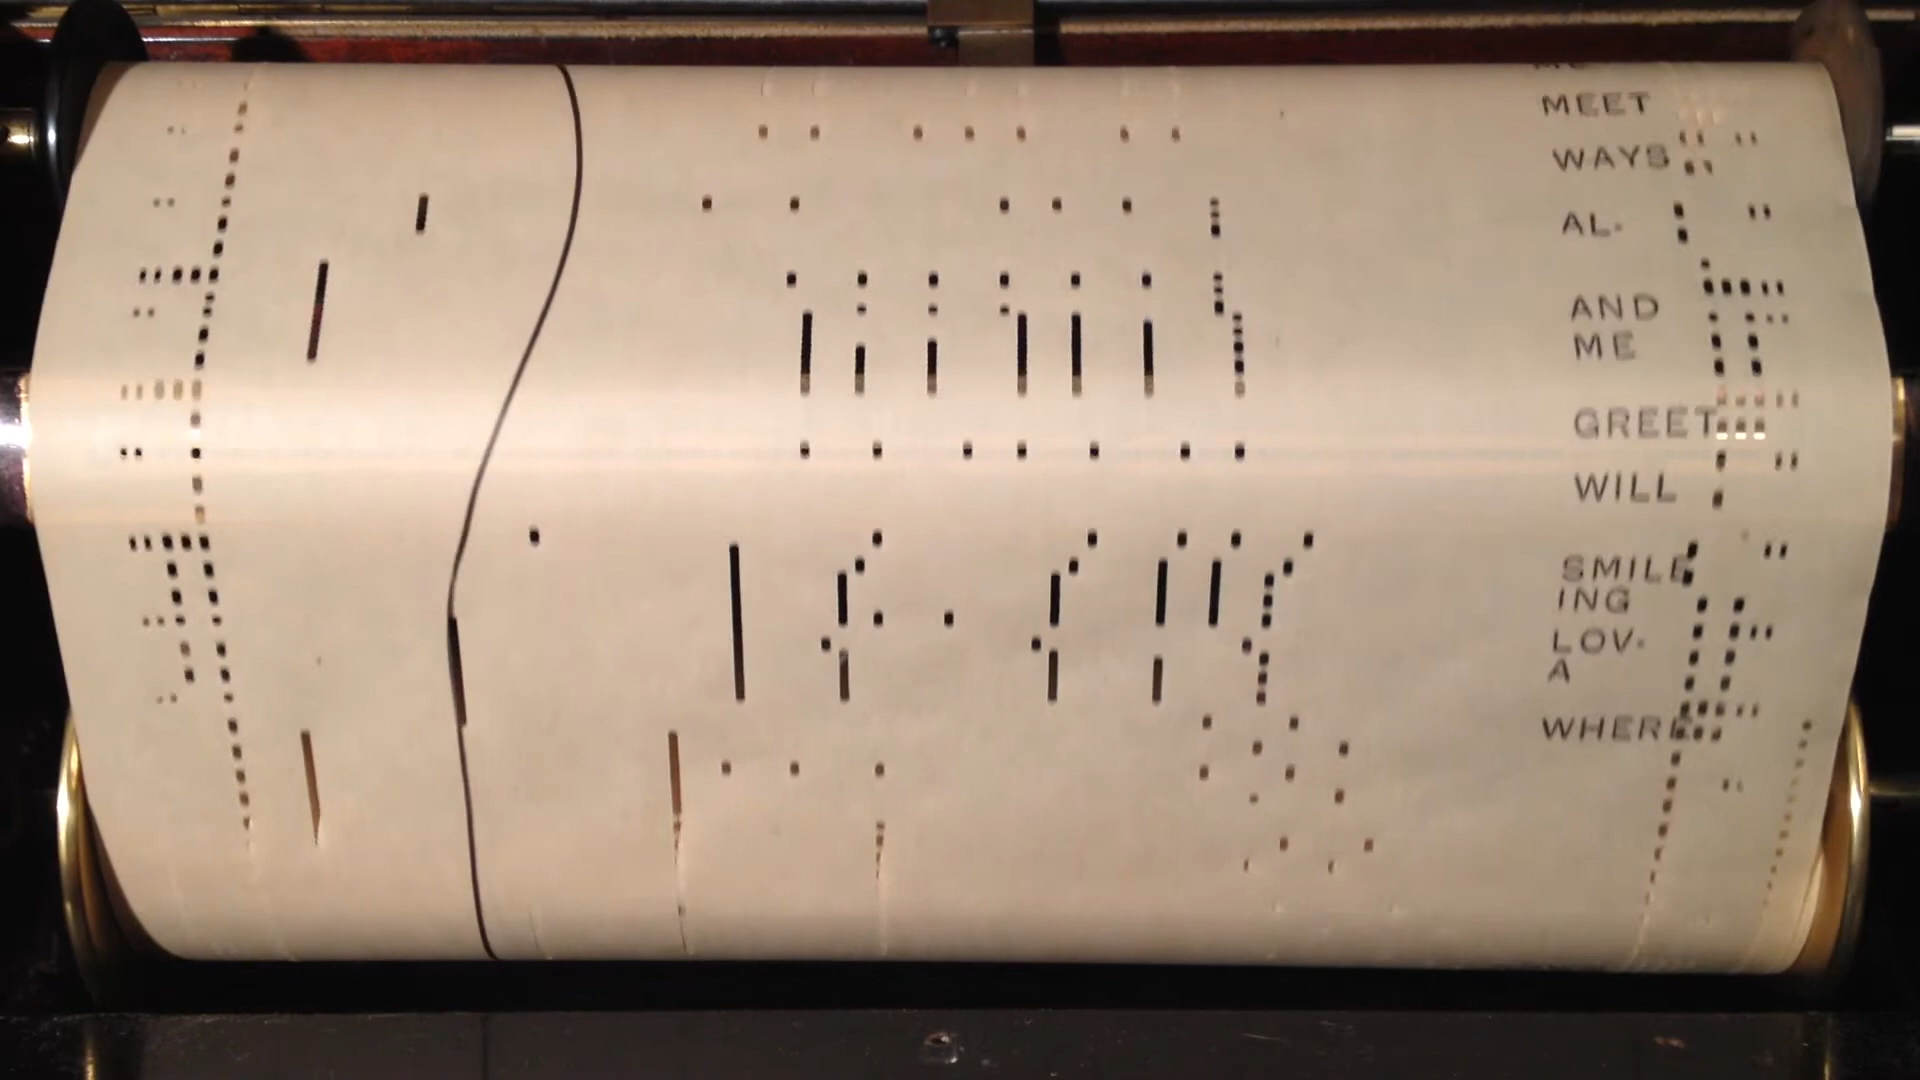 MEET
WAYS
AL-
AND
ME
GREET
WILL
SMILE
ING
LOV-
A
WHERE